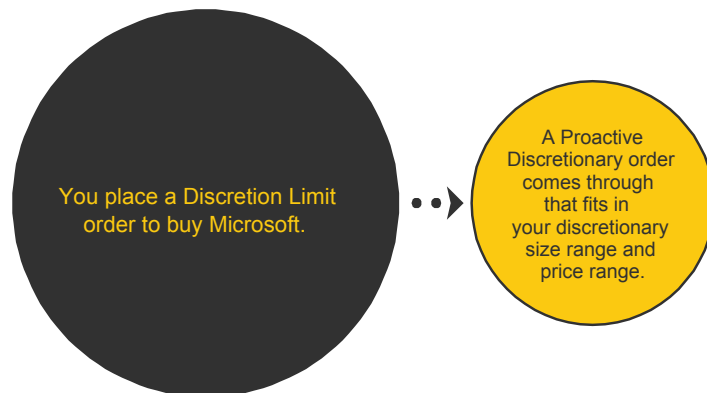 You place a Discretion Limit
order to buy Microsoft.
A Proactive
Discretionary order
comes through
that fits in
your discretionary
size range and
price range.